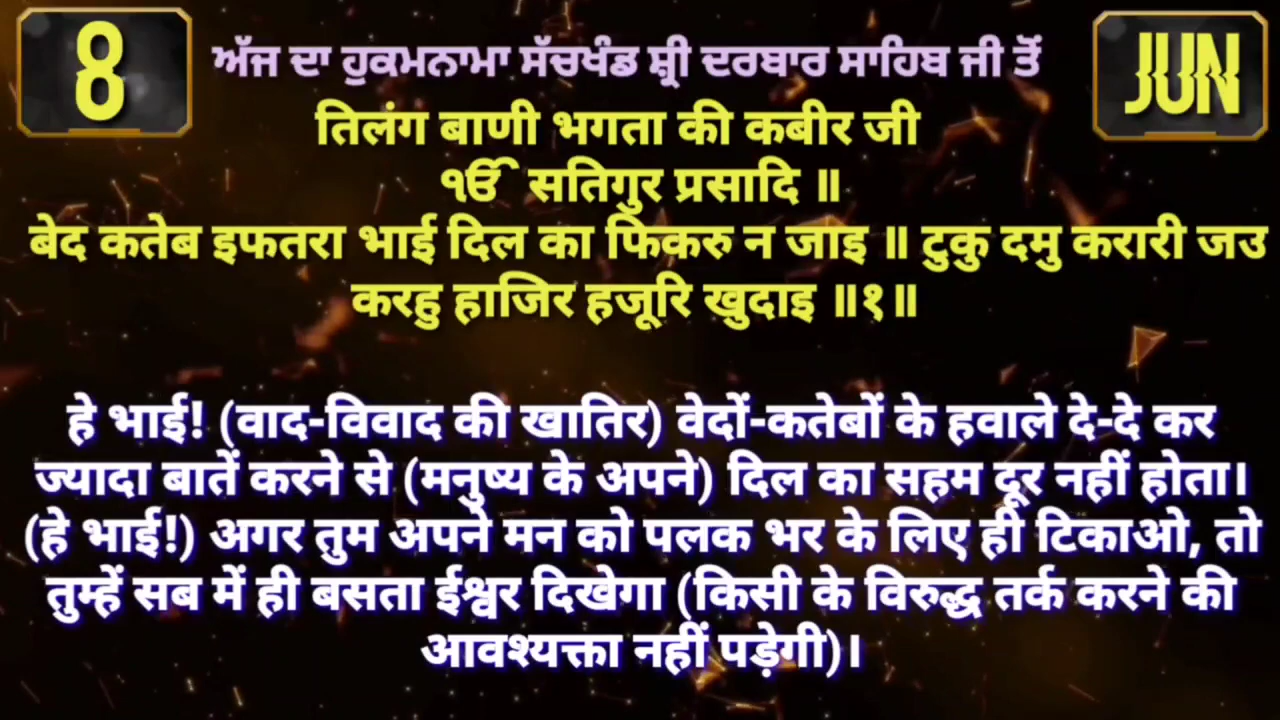 8
ਅੱਜ ਦਾ ਹੁਕਮਨਾਮਾ ਸੱਚਖੰਡ ਸ਼੍ਰੀ ਦਰਬਾਰ ਸਾਹਿਬ ਜੀ ਤੋਂ
JUN
तिलंग बाणी भगता की कबीर जी
ੴ सतिगुर प्रसादि ॥
बेद कतेब इफतरा भाई दिल का फिकरु न जाइ ॥ टुकु दमु करारी जउ
करहु हाजिर हजूरि खुदाइ ॥१॥
हे भाई! (वाद-विवाद की खातिर) वेदों-कतेबों के हवाले दे-दे कर
ज्यादा बातें करने से (मनुष्य के अपने) दिल का सहम दूर नहीं होता।
(हे भाई!) अगर तुम अपने मन को पलक भर के लिए ही टिकाओ, तो
तुम्हें सब में ही बसता ईश्वर दिखेगा (किसी के विरुद्ध तर्क करने की
आवश्यक्ता नहीं पड़ेगी)।